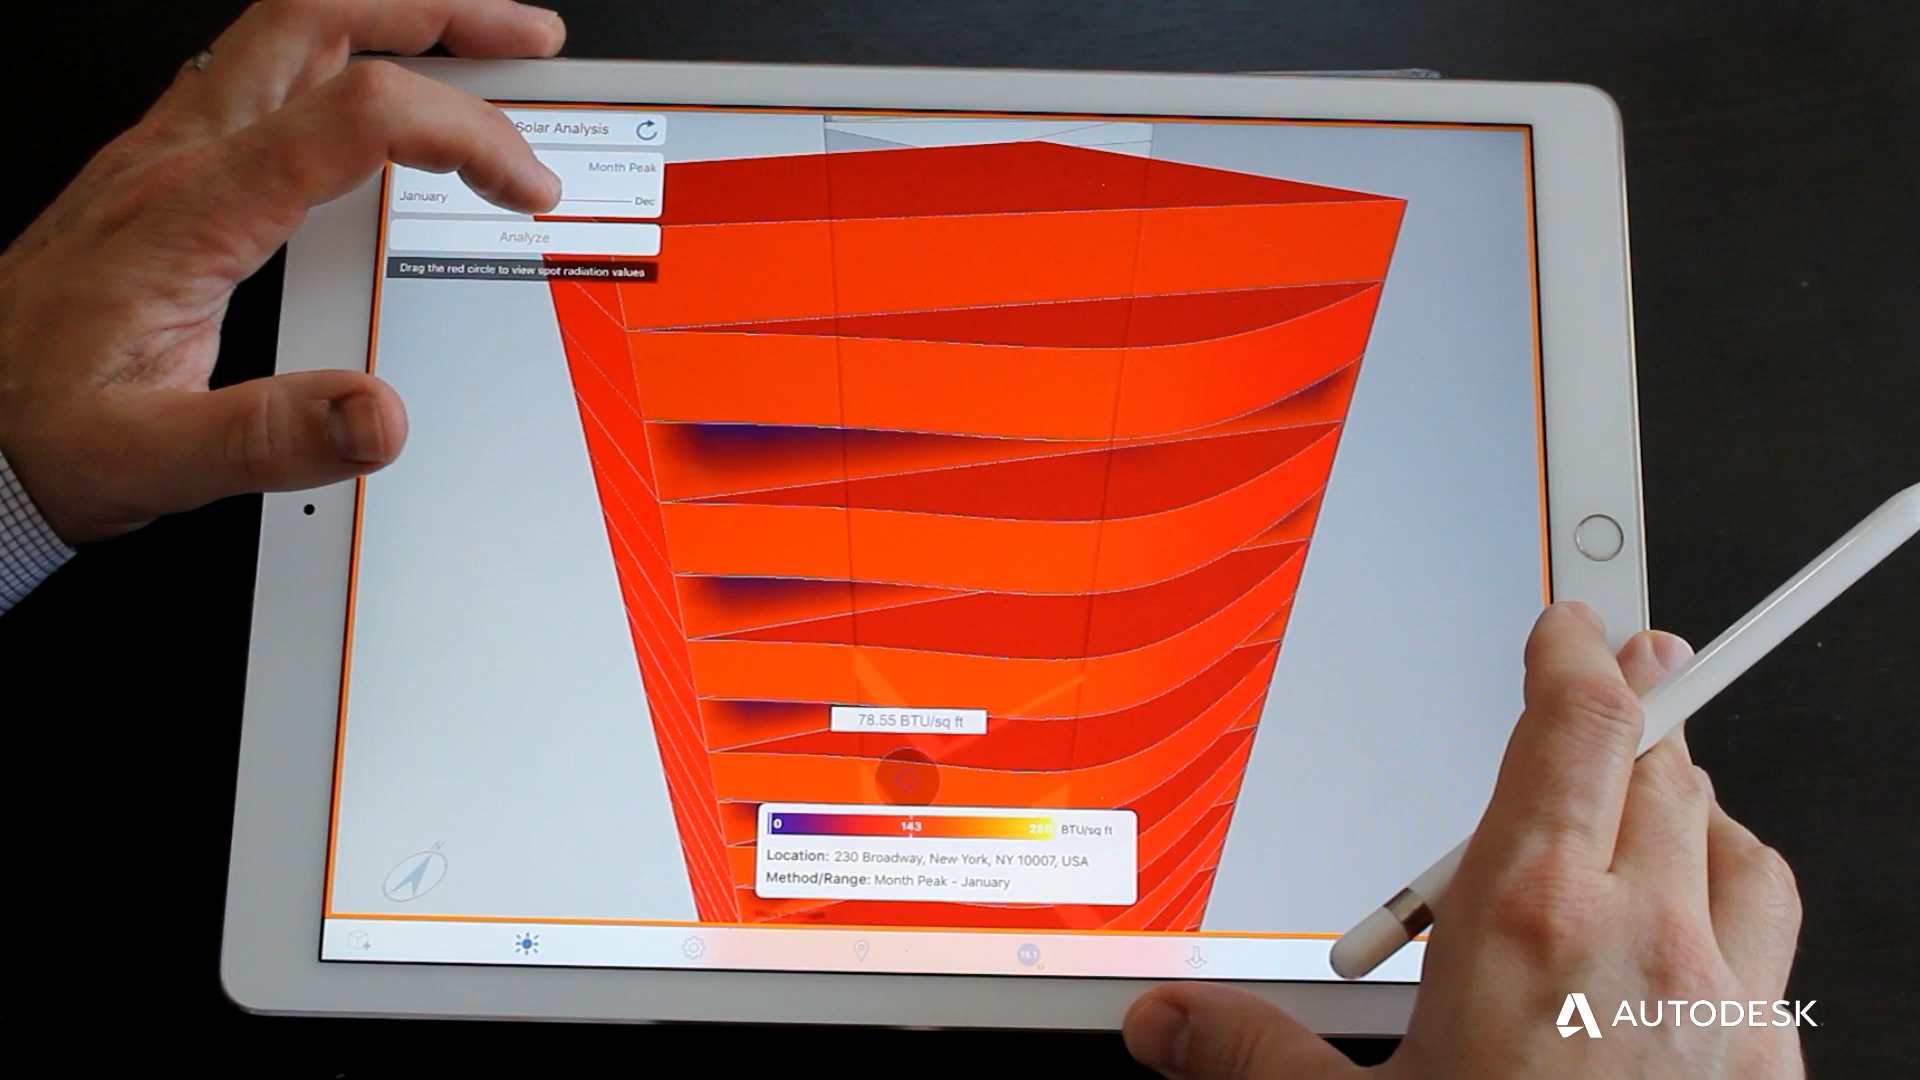 Solar Analysis
Month Peak
January
Dec
Analyze
Drag the red circle to view spot radiation values
78.55 BTU/sq ft
0 143 286 BTU/sq ft
Location: 230 Broadway, New York, NY 10007, USA
Method/Range: Month Peak - January
N
AUTODESK